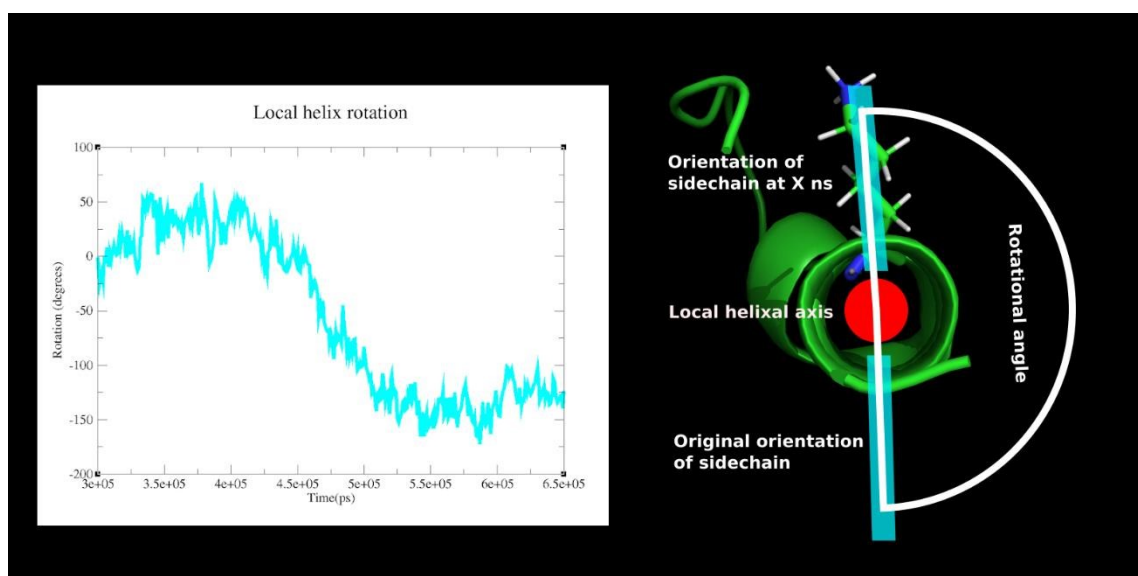 Local helix rotation
100
50
0
-50
-100
-150
-200
Rotation (degrees)
3e+05 3.5e+05 4e+05 4.5e+05 5e+05 5.5e+05 6e+05 6.5e+05
Time(ps)
Orientation of
sidechain at X ns
Local helixal axis
Original orientation
of sidechain
Rotational angle